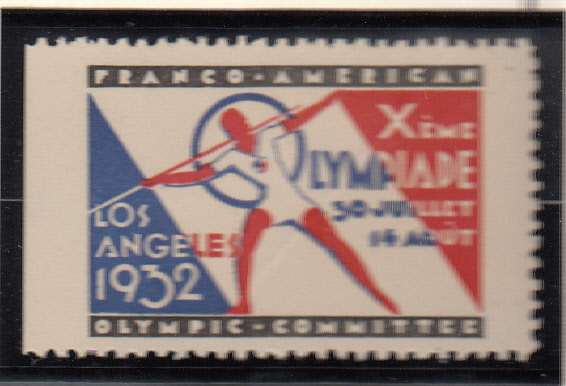 FRANCO-AMERICAN
XÈME
OLYMPIADE
30 JUILLET
14 AOÛT
LOS
ANGELES
1932
OLYMPIC-COMMITTEE